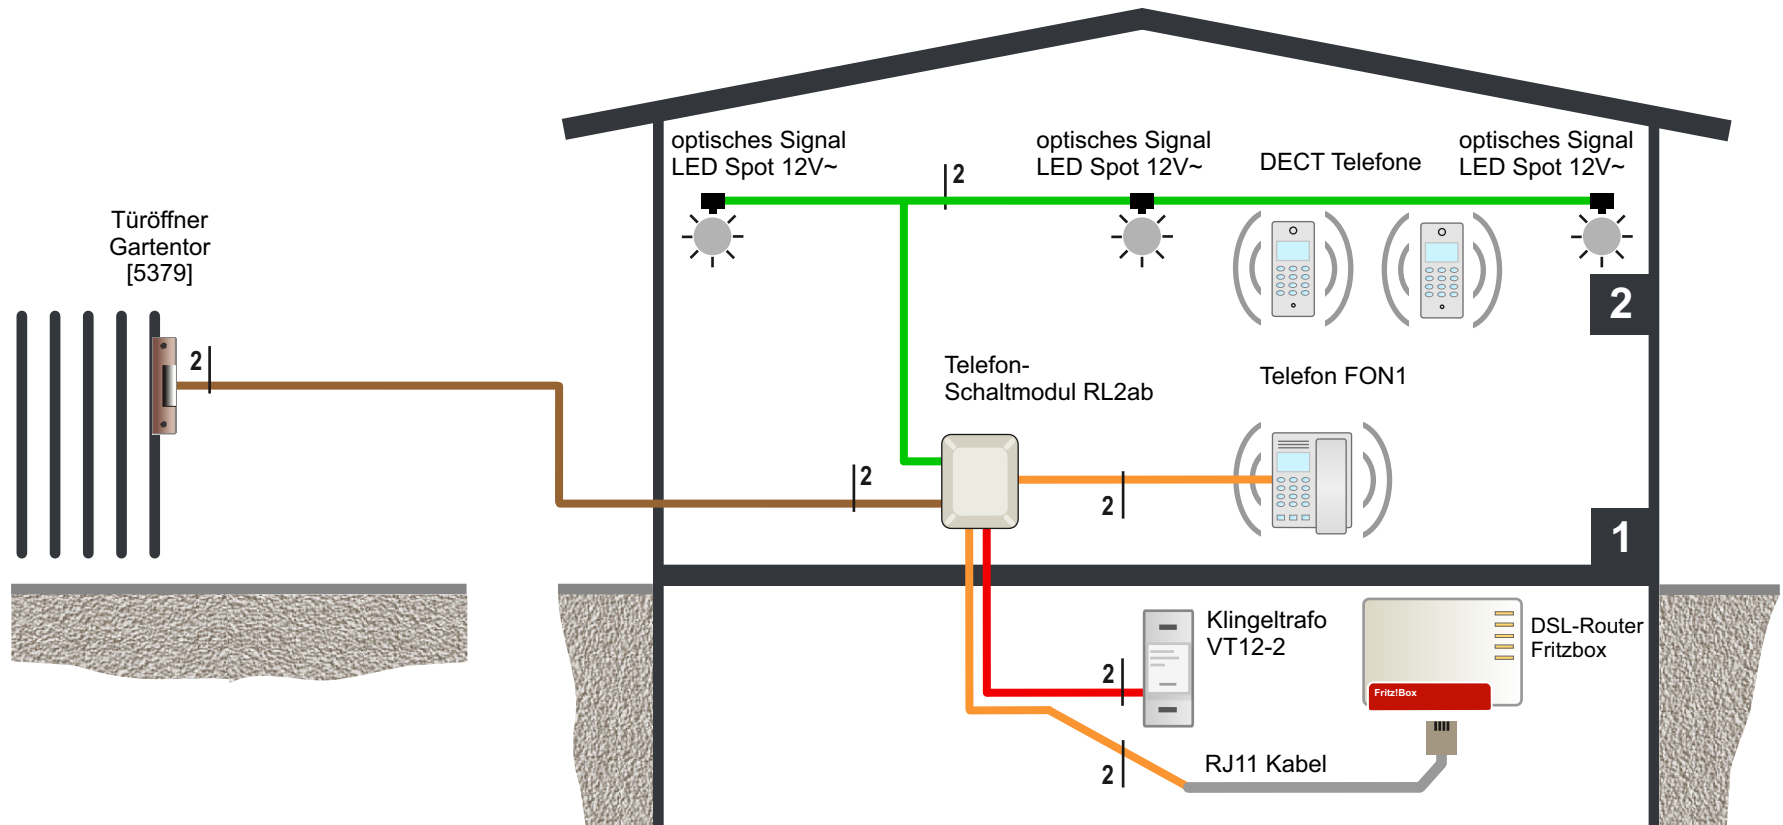 optisches Signal
LED Spot 12V~
optisches Signal
LED Spot 12V~
DECT Telefone
optisches Signal
LED Spot 12V~
2
Türöffner
Gartentor
[5379]
2
2
Telefon-
Schaltmodul RL2ab
Telefon FON1
2
2
1
Klingeltrafo
VT12-2
DSL-Router
Fritzbox
Fritz!Box
2
RJ11 Kabel
2